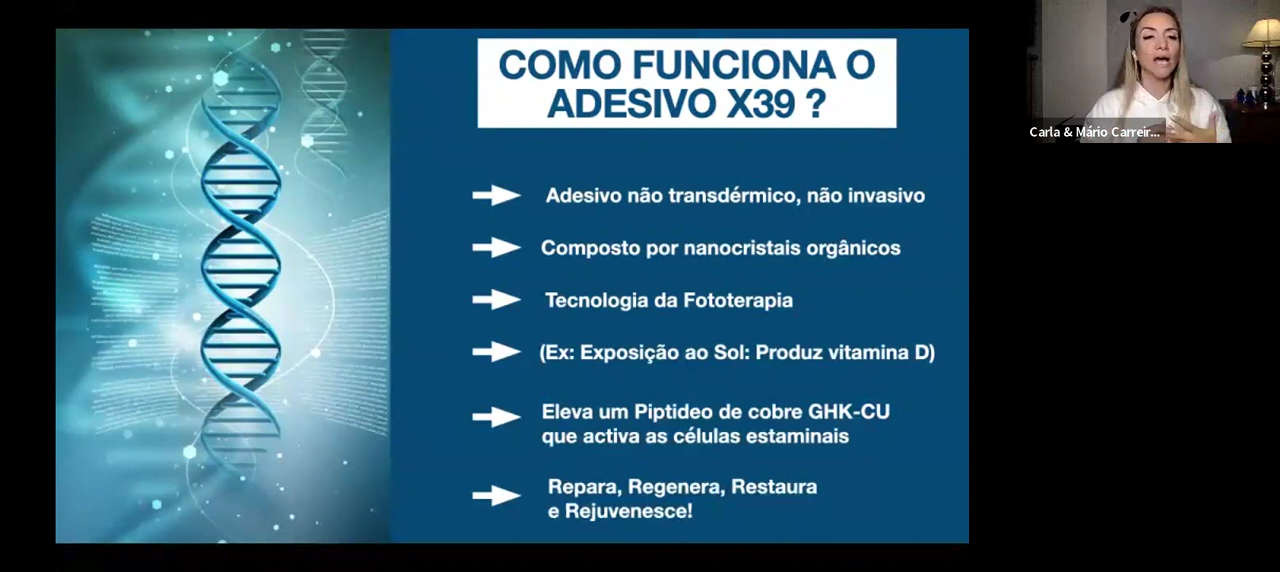 COMO FUNCIONA O
ADESIVO X39 ?
Adesivo não transdérmico, não invasivo
Composto por nanocristais orgânicos
Tecnologia da Fototerapia
(Ex: Exposição ao Sol: Produz vitamina D)
Eleva um Piptideo de cobre GHK-CU
que activa as células estaminais
Repara, Regenera, Restaura
e Rejuvenesce!
Carla & Mário Carreir...